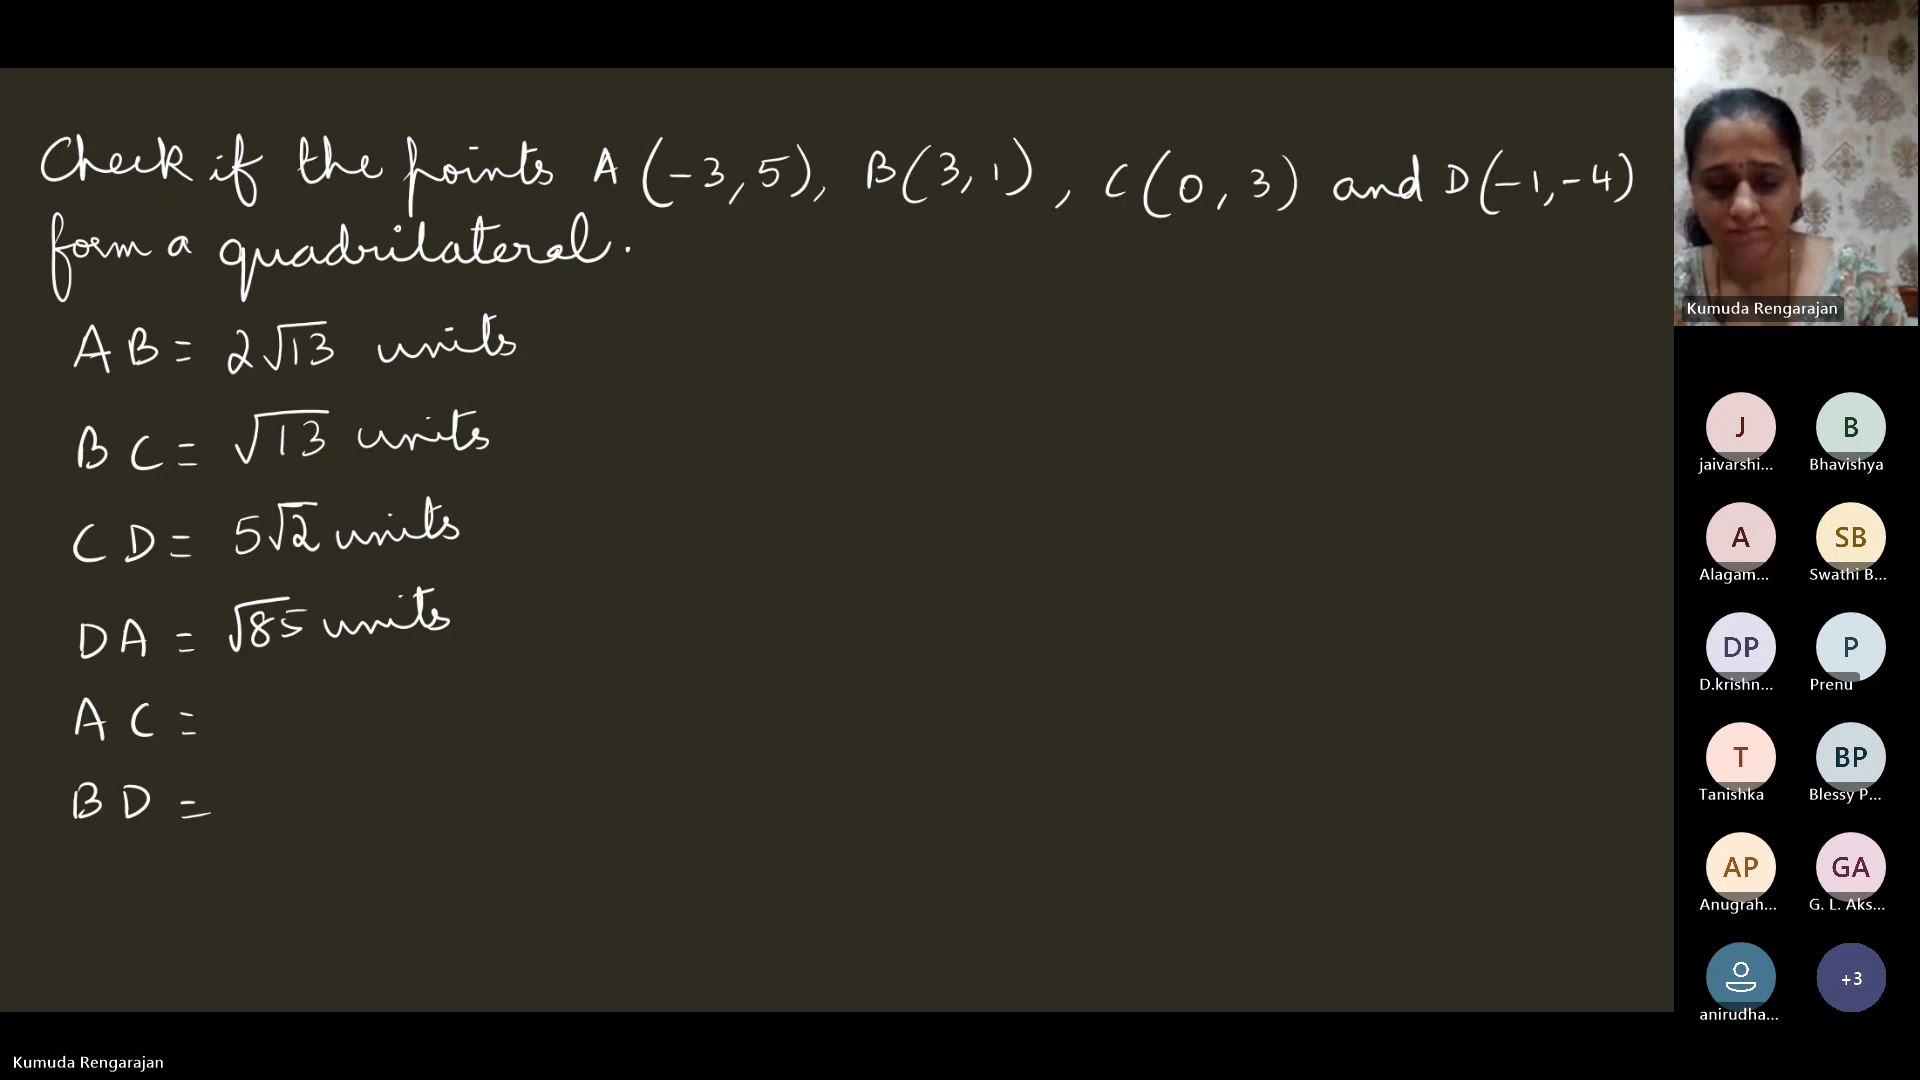 Check if the points A (-3, 5), B(3, 1), C(0, 3) and D(-1, -4)
form a quadrilateral.
AB = 2√13 units
BC = √13 units
CD = 5√2 units
DA = √85 units
AC =
BD =
Kumuda Rengarajan
J
jaivarshi...
B
Bhavishya
A
Alagam...
SB
Swathi B...
DP
D.krishn...
P
Prenu
T
Tanishka
BP
Blessy P...
AP
Anugrah...
GA
G. L. Aks...
anirudha...
+3
Kumuda Rengarajan